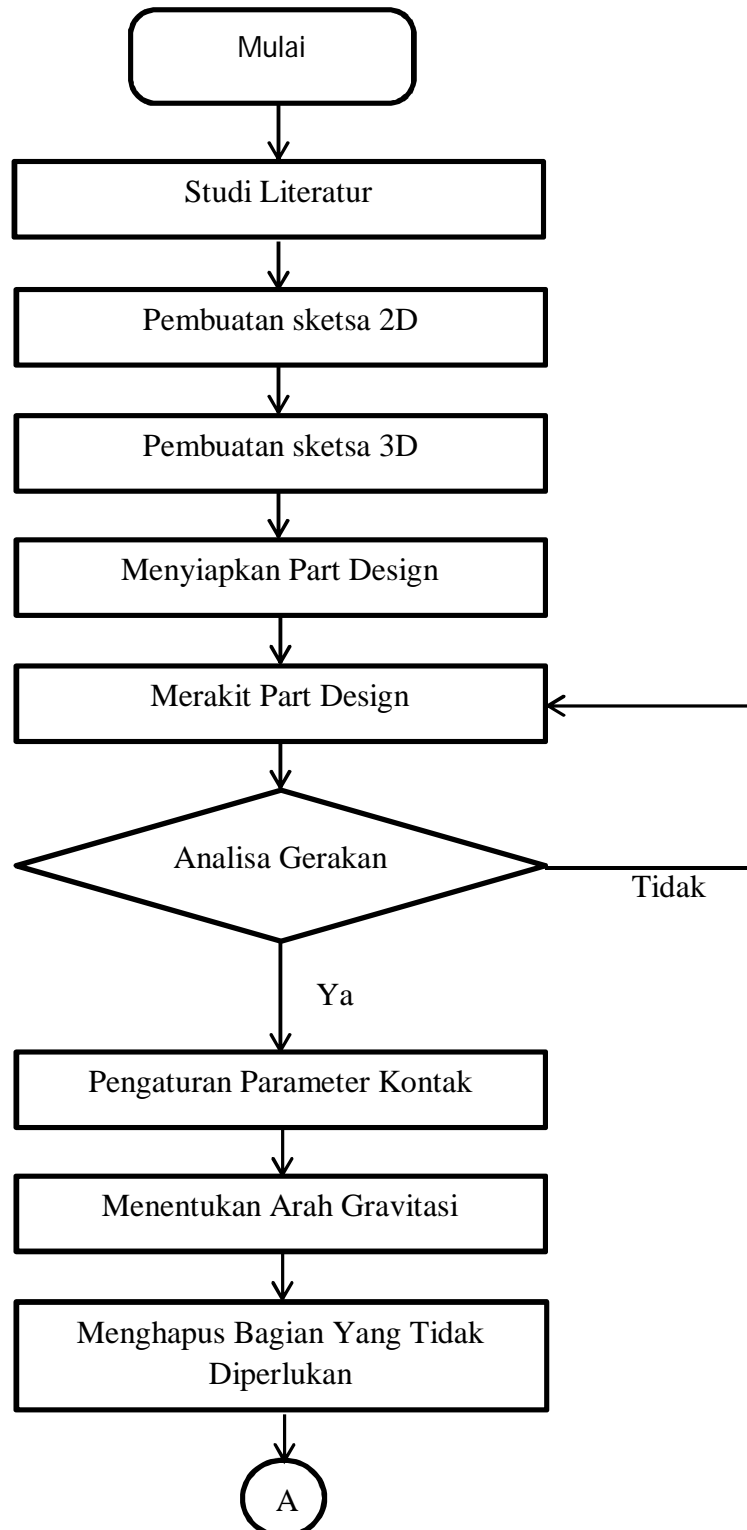 Mulai
Studi Literatur
Pembuatan sketsa 2D
Pembuatan sketsa 3D
Menyiapkan Part Design
Merakit Part Design
Analisa Gerakan
Tidak
Ya
Pengaturan Parameter Kontak
Menentukan Arah Gravitasi
Menghapus Bagian Yang Tidak
Diperlukan
A